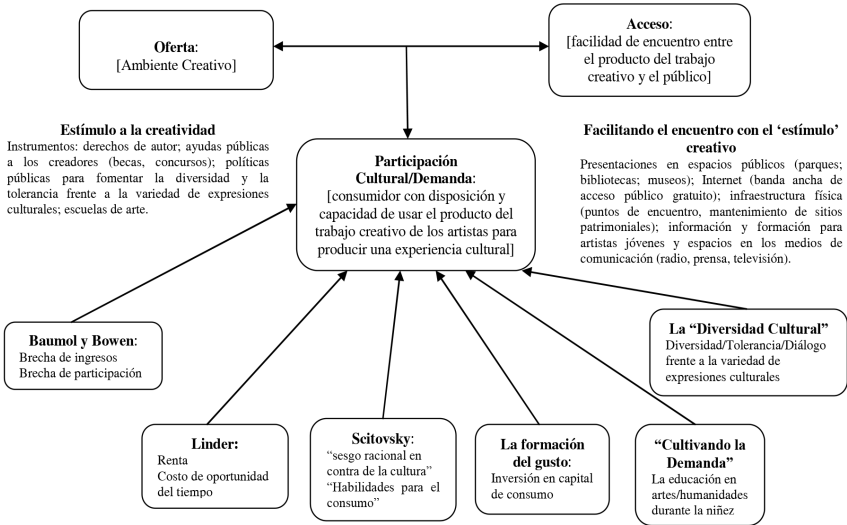 Oferta:
[Ambiente Creativo]
Acceso:
[facilidad de encuentro entre
el producto del trabajo
creativo y el público]
Estímulo a la creatividad
Instrumentos: derechos de autor; ayudas públicas
a los creadores (becas, concursos); políticas
públicas para fomentar la diversidad y la
tolerancia frente a la variedad de expresiones
culturales; escuelas de arte.
Participación
Cultural/Demanda:
[consumidor con disposición y
capacidad de usar el producto del
trabajo creativo de los artistas para
producir una experiencia cultural]
Facilitando el encuentro con el ‘estímulo’
creativo
Presentaciones en espacios públicos (parques;
bibliotecas; museos); Internet (banda ancha de
acceso público gratuito); infraestructura física
(puntos de encuentro, mantenimiento de sitios
patrimoniales); información y formación para
artistas jóvenes y espacios en los medios de
comunicación (radio, prensa, televisión).
Baumol y Bowen:
Brecha de ingresos
Brecha de participación
La “Diversidad Cultural”
Diversidad/Tolerancia/Diálogo
frente a la variedad de
expresiones culturales
Linder:
Renta
Costo de oportunidad
del tiempo
Scitovsky:
“sesgo racional en
contra de la cultura”
“Habilidades para el
consumo”
La formación
del gusto:
Inversión en capital
de consumo
“Cultivando la
Demanda”
La educación en
artes/humanidades
durante la niñez